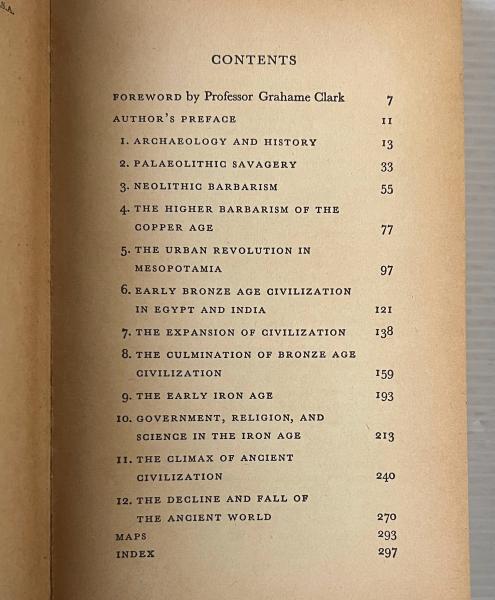 S.A.
CONTENTS
FOREWORD by Professor Grahame Clark 7
AUTHOR'S PREFACE 11
1. ARCHAEOLOGY AND HISTORY 13
2. PALAEOLITHIC SAVAGERY 33
3. NEOLITHIC BARBARISM 55
4. THE HIGHER BARBARISM OF THE
COPPER AGE 77
5. THE URBAN REVOLUTION IN
MESOPOTAMIA 97
6. EARLY BRONZE AGE CIVILIZATION
IN EGYPT AND INDIA 121
7. THE EXPANSION OF CIVILIZATION 138
8. THE CULMINATION OF BRONZE AGE
CIVILIZATION 159
9. THE EARLY IRON AGE 193
10. GOVERNMENT, RELIGION, AND
SCIENCE IN THE IRON AGE 213
11. THE CLIMAX OF ANCIENT
CIVILIZATION 240
12. THE DECLINE AND FALL OF
THE ANCIENT WORLD 270
MAPS 293
INDEX 297